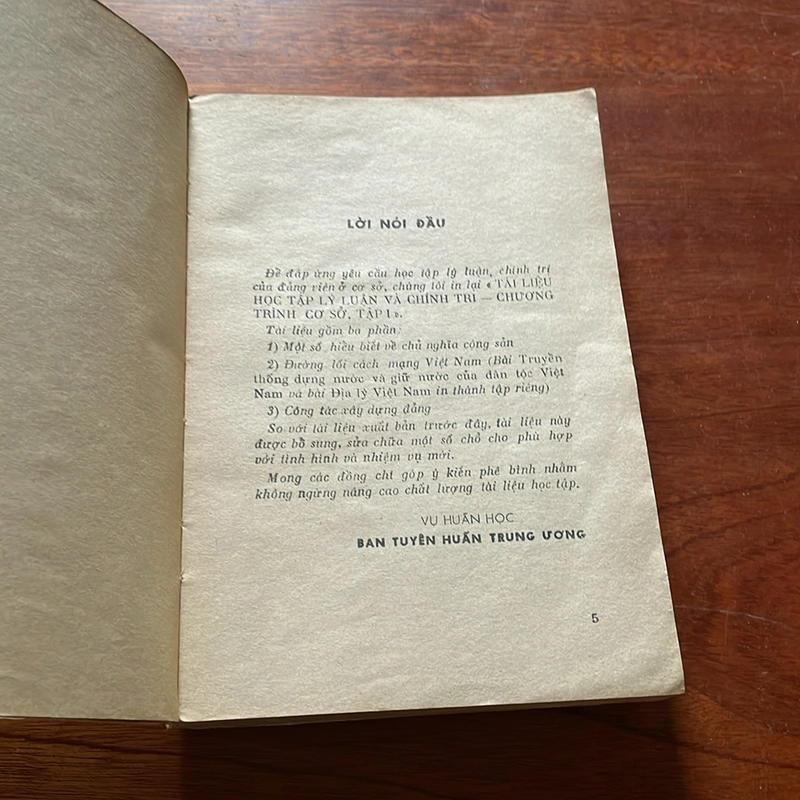 LỜI NÓI ĐẦU
Để đáp ứng yêu cầu học tập lý luận, chính trị
của đảng viên ở cơ sở, chúng tôi in lại « TÀI LIỆU
HỌC TẬP LÝ LUẬN VÀ CHÍNH TRỊ — CHƯƠNG
TRÌNH CƠ SỞ, TẬP I ».
Tài liệu gồm ba phần:
1) Một số hiểu biết về chủ nghĩa cộng sản
2) Đường lối cách mạng Việt Nam (Bài Truyền
thống dựng nước và giữ nước của dân tộc Việt
Nam và bài Địa lý Việt Nam in thành tập riêng)
3) Công tác xây dựng đảng
So với tài liệu xuất bản trước đây, tài liệu này
được bổ sung, sửa chữa một số chỗ cho phù hợp
với tình hình và nhiệm vụ mới.
Mong các đồng chí góp ý kiến phê bình nhằm
không ngừng nâng cao chất lượng tài liệu học tập.
VỤ HUẤN HỌC
BAN TUYÊN HUẤN TRUNG ƯƠNG
5